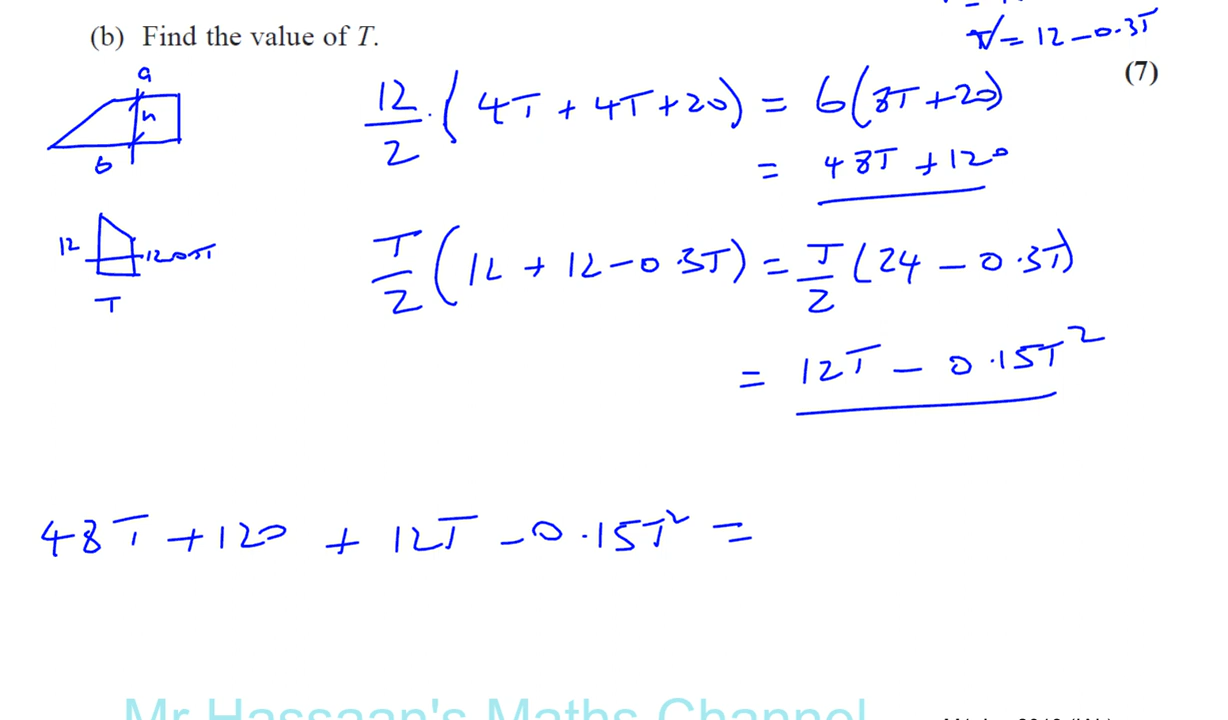 V = 12 - 0.3T
(b) Find the value of T.
(7)
a
h
b
12/2 · (4T + 4T + 20) = 6(8T + 20)
= 48T + 120
12
T
T/2 (12 + 12 - 0.3T) = T/2 (24 - 0.3T)
= 12T - 0.15T²
48T + 120 + 12T - 0.15T² =
Mr Hassaan's Maths Channel